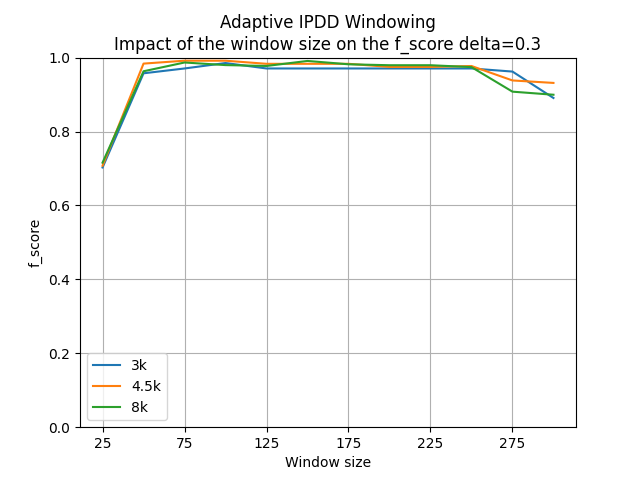 Adaptive IPDD Windowing
Impact of the window size on the f_score delta=0.3
1.0
0.8
0.6
0.4
0.2
0.0
f_score
3k
4.5k
8k
25 75 125 175 225 275
Window size